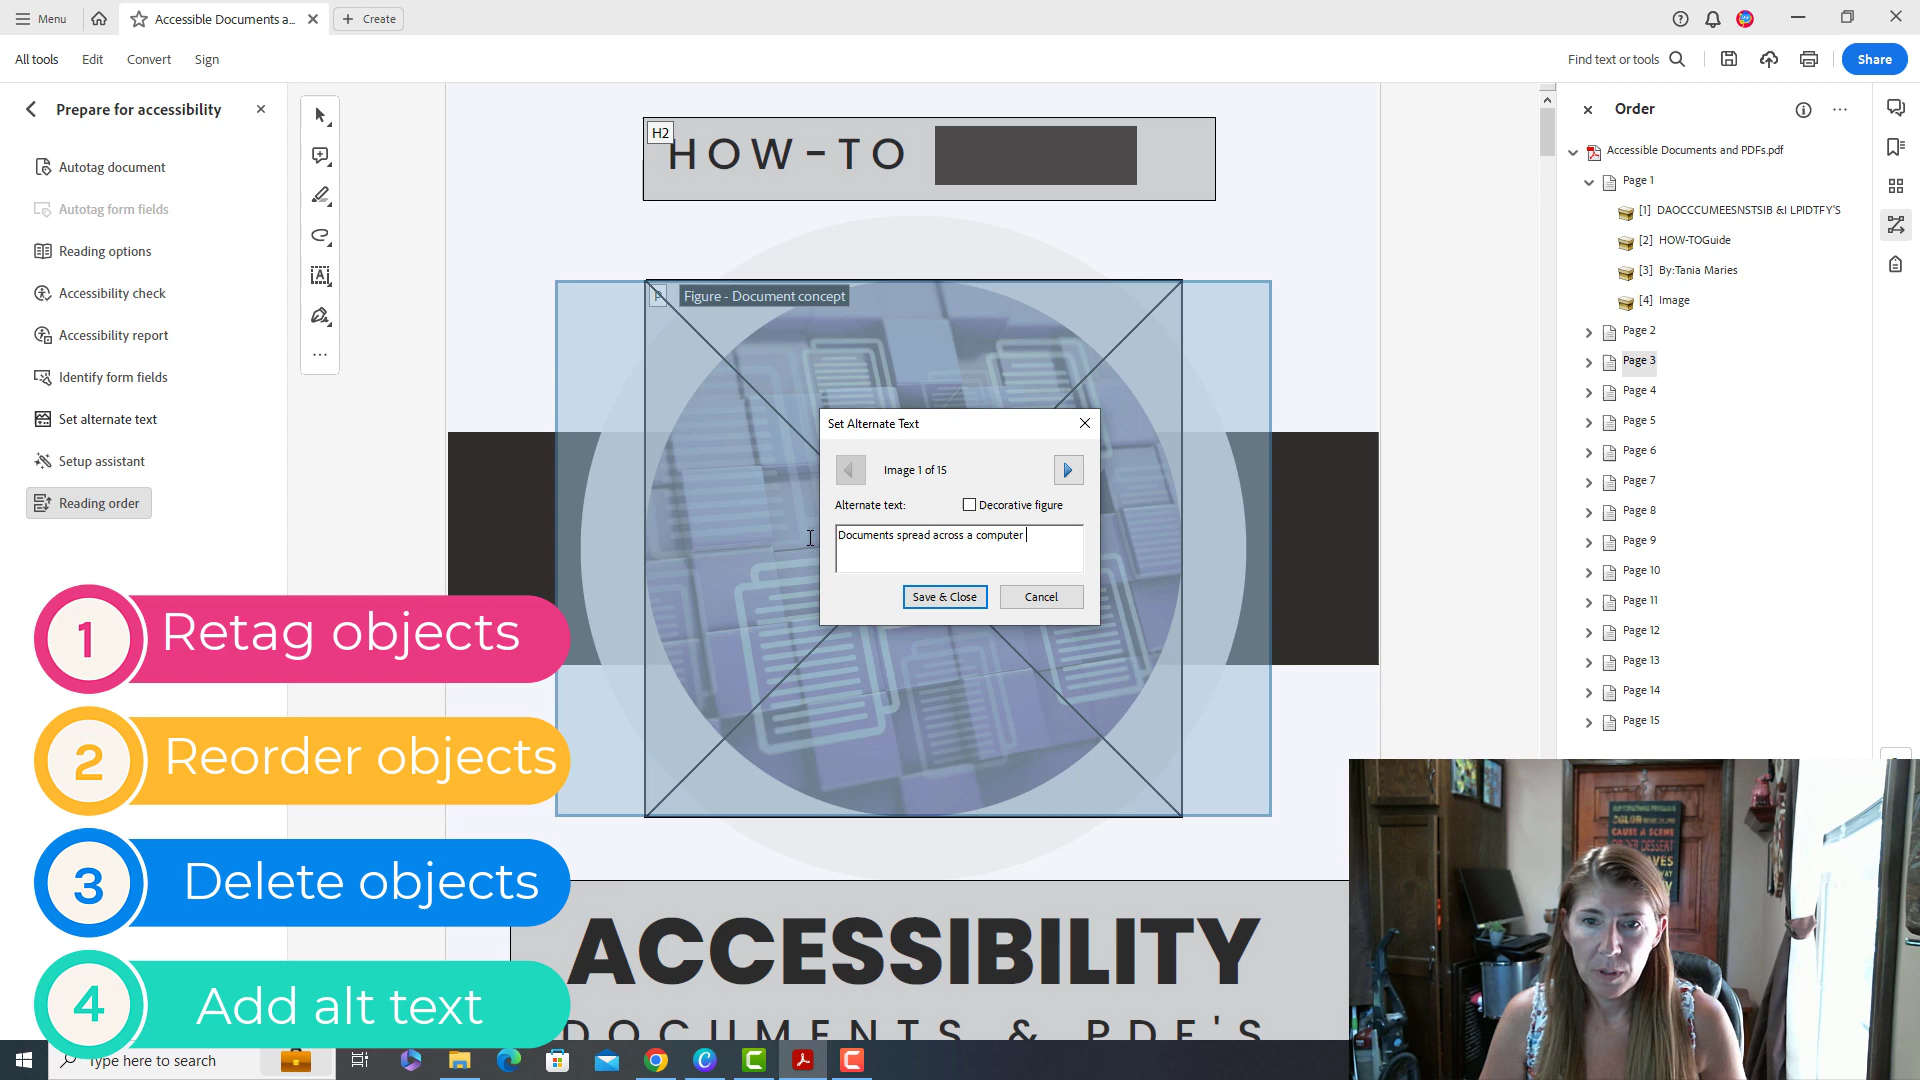 Menu
Accessible Documents a...
Create
All tools
Edit
Convert
Sign
Find text or tools
Share
Prepare for accessibility
Autotag document
Autotag form fields
Reading options
Accessibility check
Accessibility report
Identify form fields
Set alternate text
Setup assistant
Reading order
H2
HOW-TO
P
Figure - Document concept
Set Alternate Text
Image 1 of 15
Alternate text:
Decorative figure
Documents spread across a computer
Save & Close
Cancel
ACCESSIBILITY
DOCUMENTS & PDF'S
Order
Accessible Documents and PDFs.pdf
Page 1
[1] DAOCCCUMEESNSTSIB &I LPIDTFY'S
[2] HOW-TOGuide
[3] By:Tania Maries
[4] Image
Page 2
Page 3
Page 4
Page 5
Page 6
Page 7
Page 8
Page 9
Page 10
Page 11
Page 12
Page 13
Page 14
Page 15
1 Retag objects
2 Reorder objects
3 Delete objects
4 Add alt text
COLOR
CAUSE A SCENE
ORDER DESSERT
Type here to search